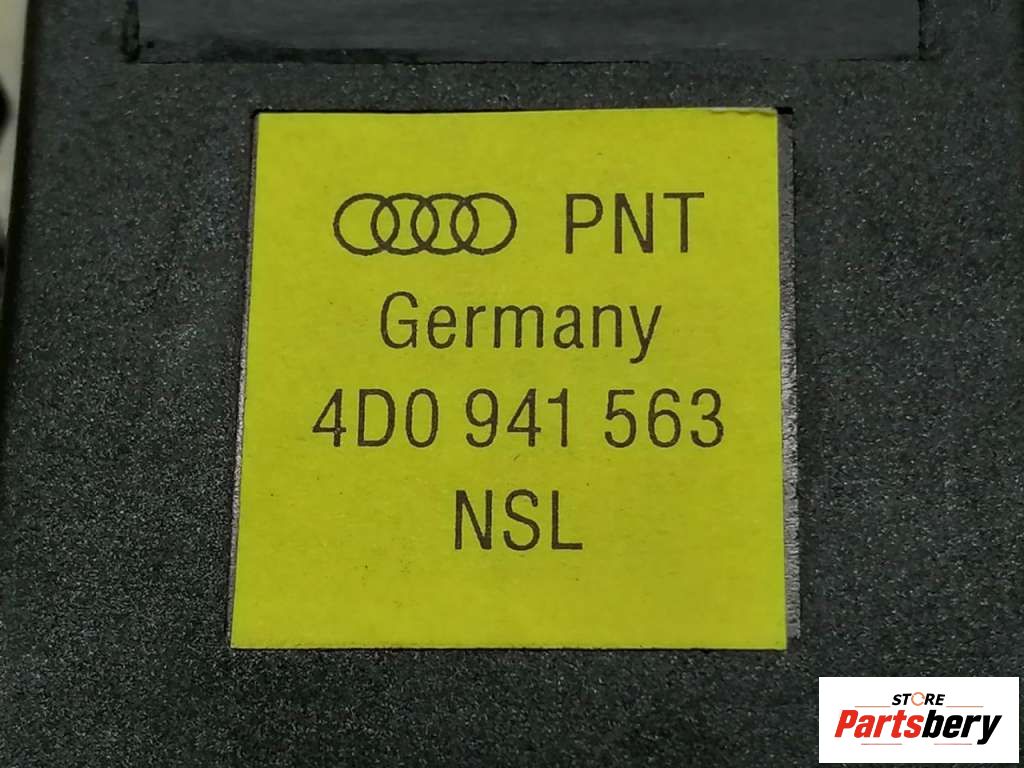 PNT
Germany
4D0 941 563
NSL
STORE
Partsbery